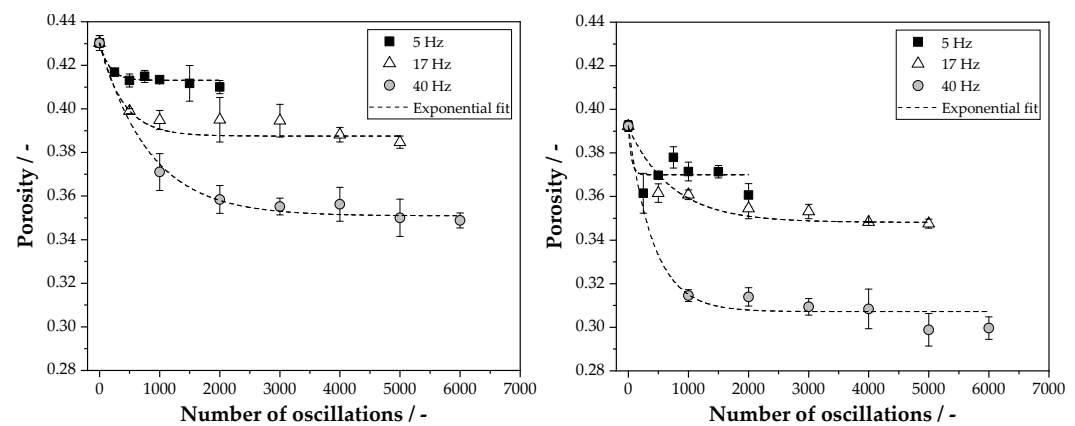 0.44
0.42
0.40
0.38
0.36
0.34
0.32
0.30
0.28
Porosity / -
0 1000 2000 3000 4000 5000 6000 7000
Number of oscillations / -
5 Hz
17 Hz
40 Hz
Exponential fit
0.44
0.42
0.40
0.38
0.36
0.34
0.32
0.30
0.28
Porosity / -
0 1000 2000 3000 4000 5000 6000 7000
Number of oscillations / -
5 Hz
17 Hz
40 Hz
Exponential fit